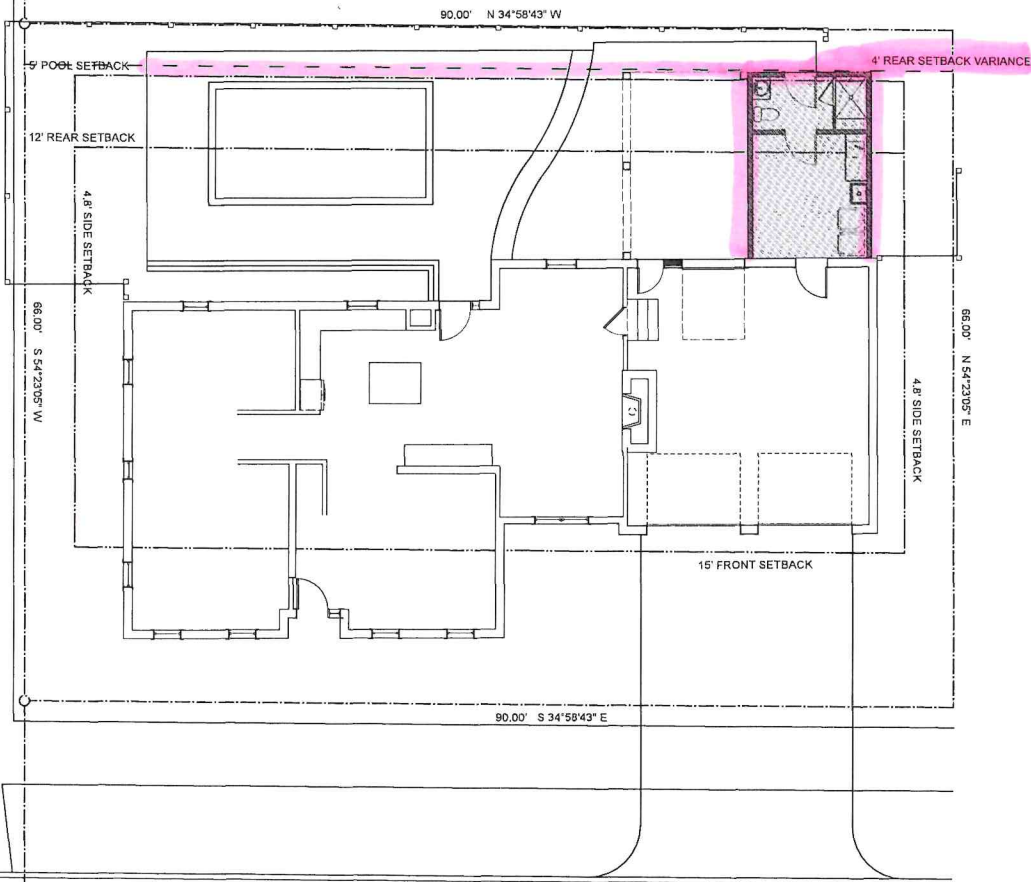 90.00' N 34°58'43" W
5' POOL SETBACK
4' REAR SETBACK VARIANCE
12' REAR SETBACK
4.8' SIDE SETBACK
66.00' S 54°23'05" W
66.00' N 54°23'05" E
4.8' SIDE SETBACK
15' FRONT SETBACK
90.00' S 34°58'43" E